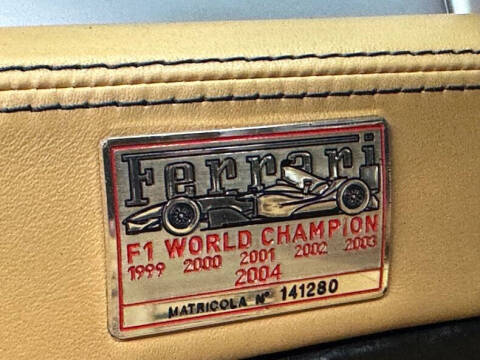 Ferrari
F1 WORLD CHAMPION
1999 2000 2001 2002 2003
2004
MATRICOLA N° 141280